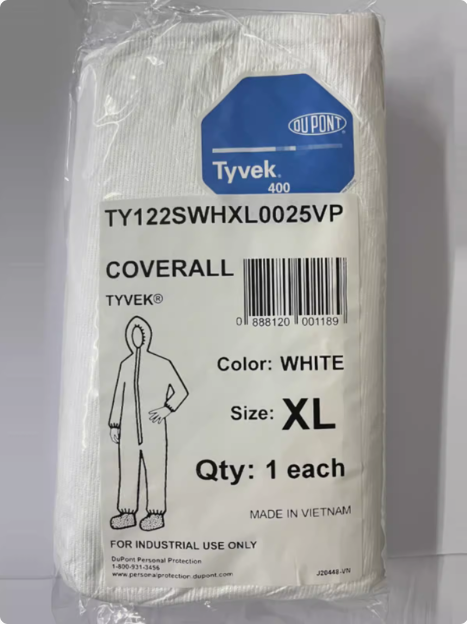 DUPONT
Tyvek®
400
TY122SWHXL0025VP
COVERALL
TYVEK®
0 888120 001189
Color: WHITE
Size: XL
Qty: 1 each
MADE IN VIETNAM
FOR INDUSTRIAL USE ONLY
DuPont Personal Protection
1-800-931-3456
www.personalprotection.dupont.com
J20448-VN